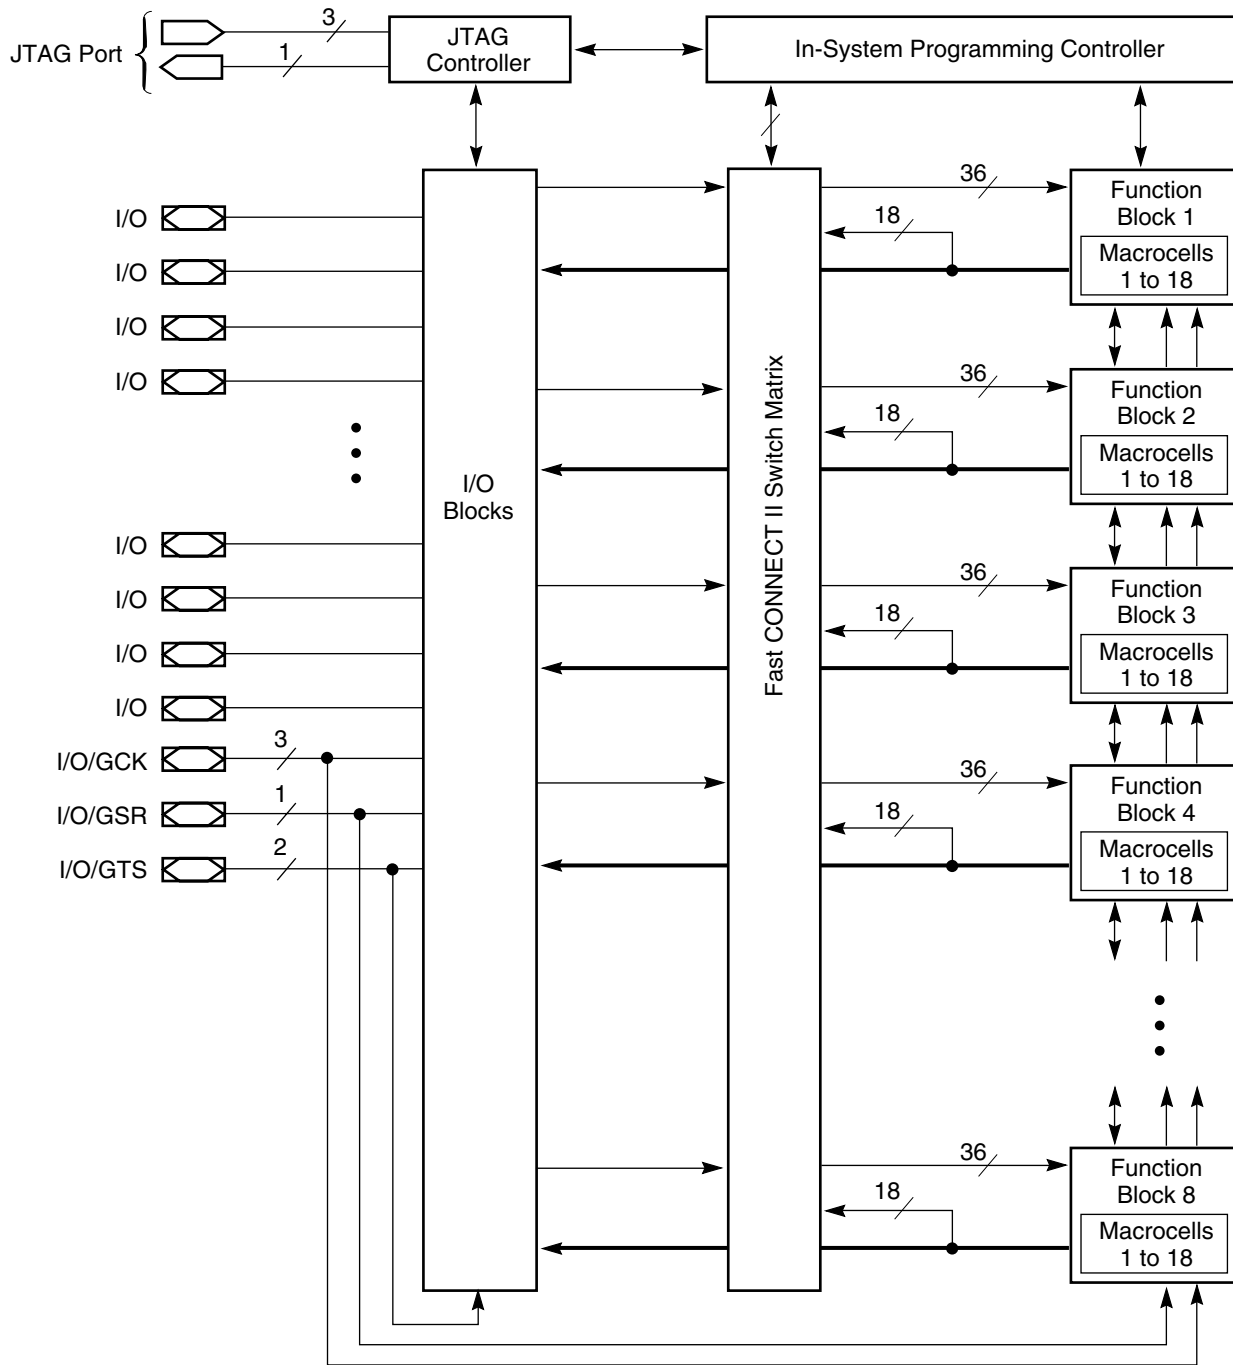 JTAG Port
3
1
JTAG
Controller
In-System Programming Controller
36
Function
Block 1
18
Macrocells
1 to 18
I/O
I/O
I/O
I/O
36
Function
Block 2
18
Macrocells
1 to 18
I/O
Blocks
Fast CONNECT II Switch Matrix
I/O
I/O
I/O
I/O
36
Function
Block 3
18
Macrocells
1 to 18
I/O/GCK
3
I/O/GSR
1
I/O/GTS
2
36
Function
Block 4
18
Macrocells
1 to 18
36
Function
Block 8
18
Macrocells
1 to 18